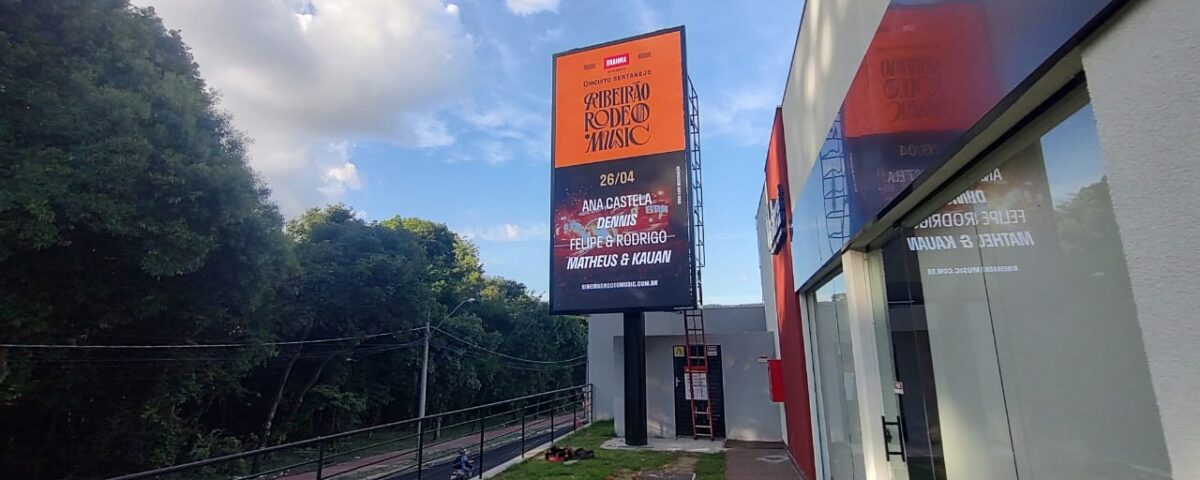 BRAHMA
CIRCUITO SERTANEJO
RIBEIRÃO
RODEO
MUSIC
26/04
ANA CASTELA
DENNIS
FELIPE & RODRIGO
MATHEUS & KAUAN
RIBEIRAORODEOMUSIC.COM.BR